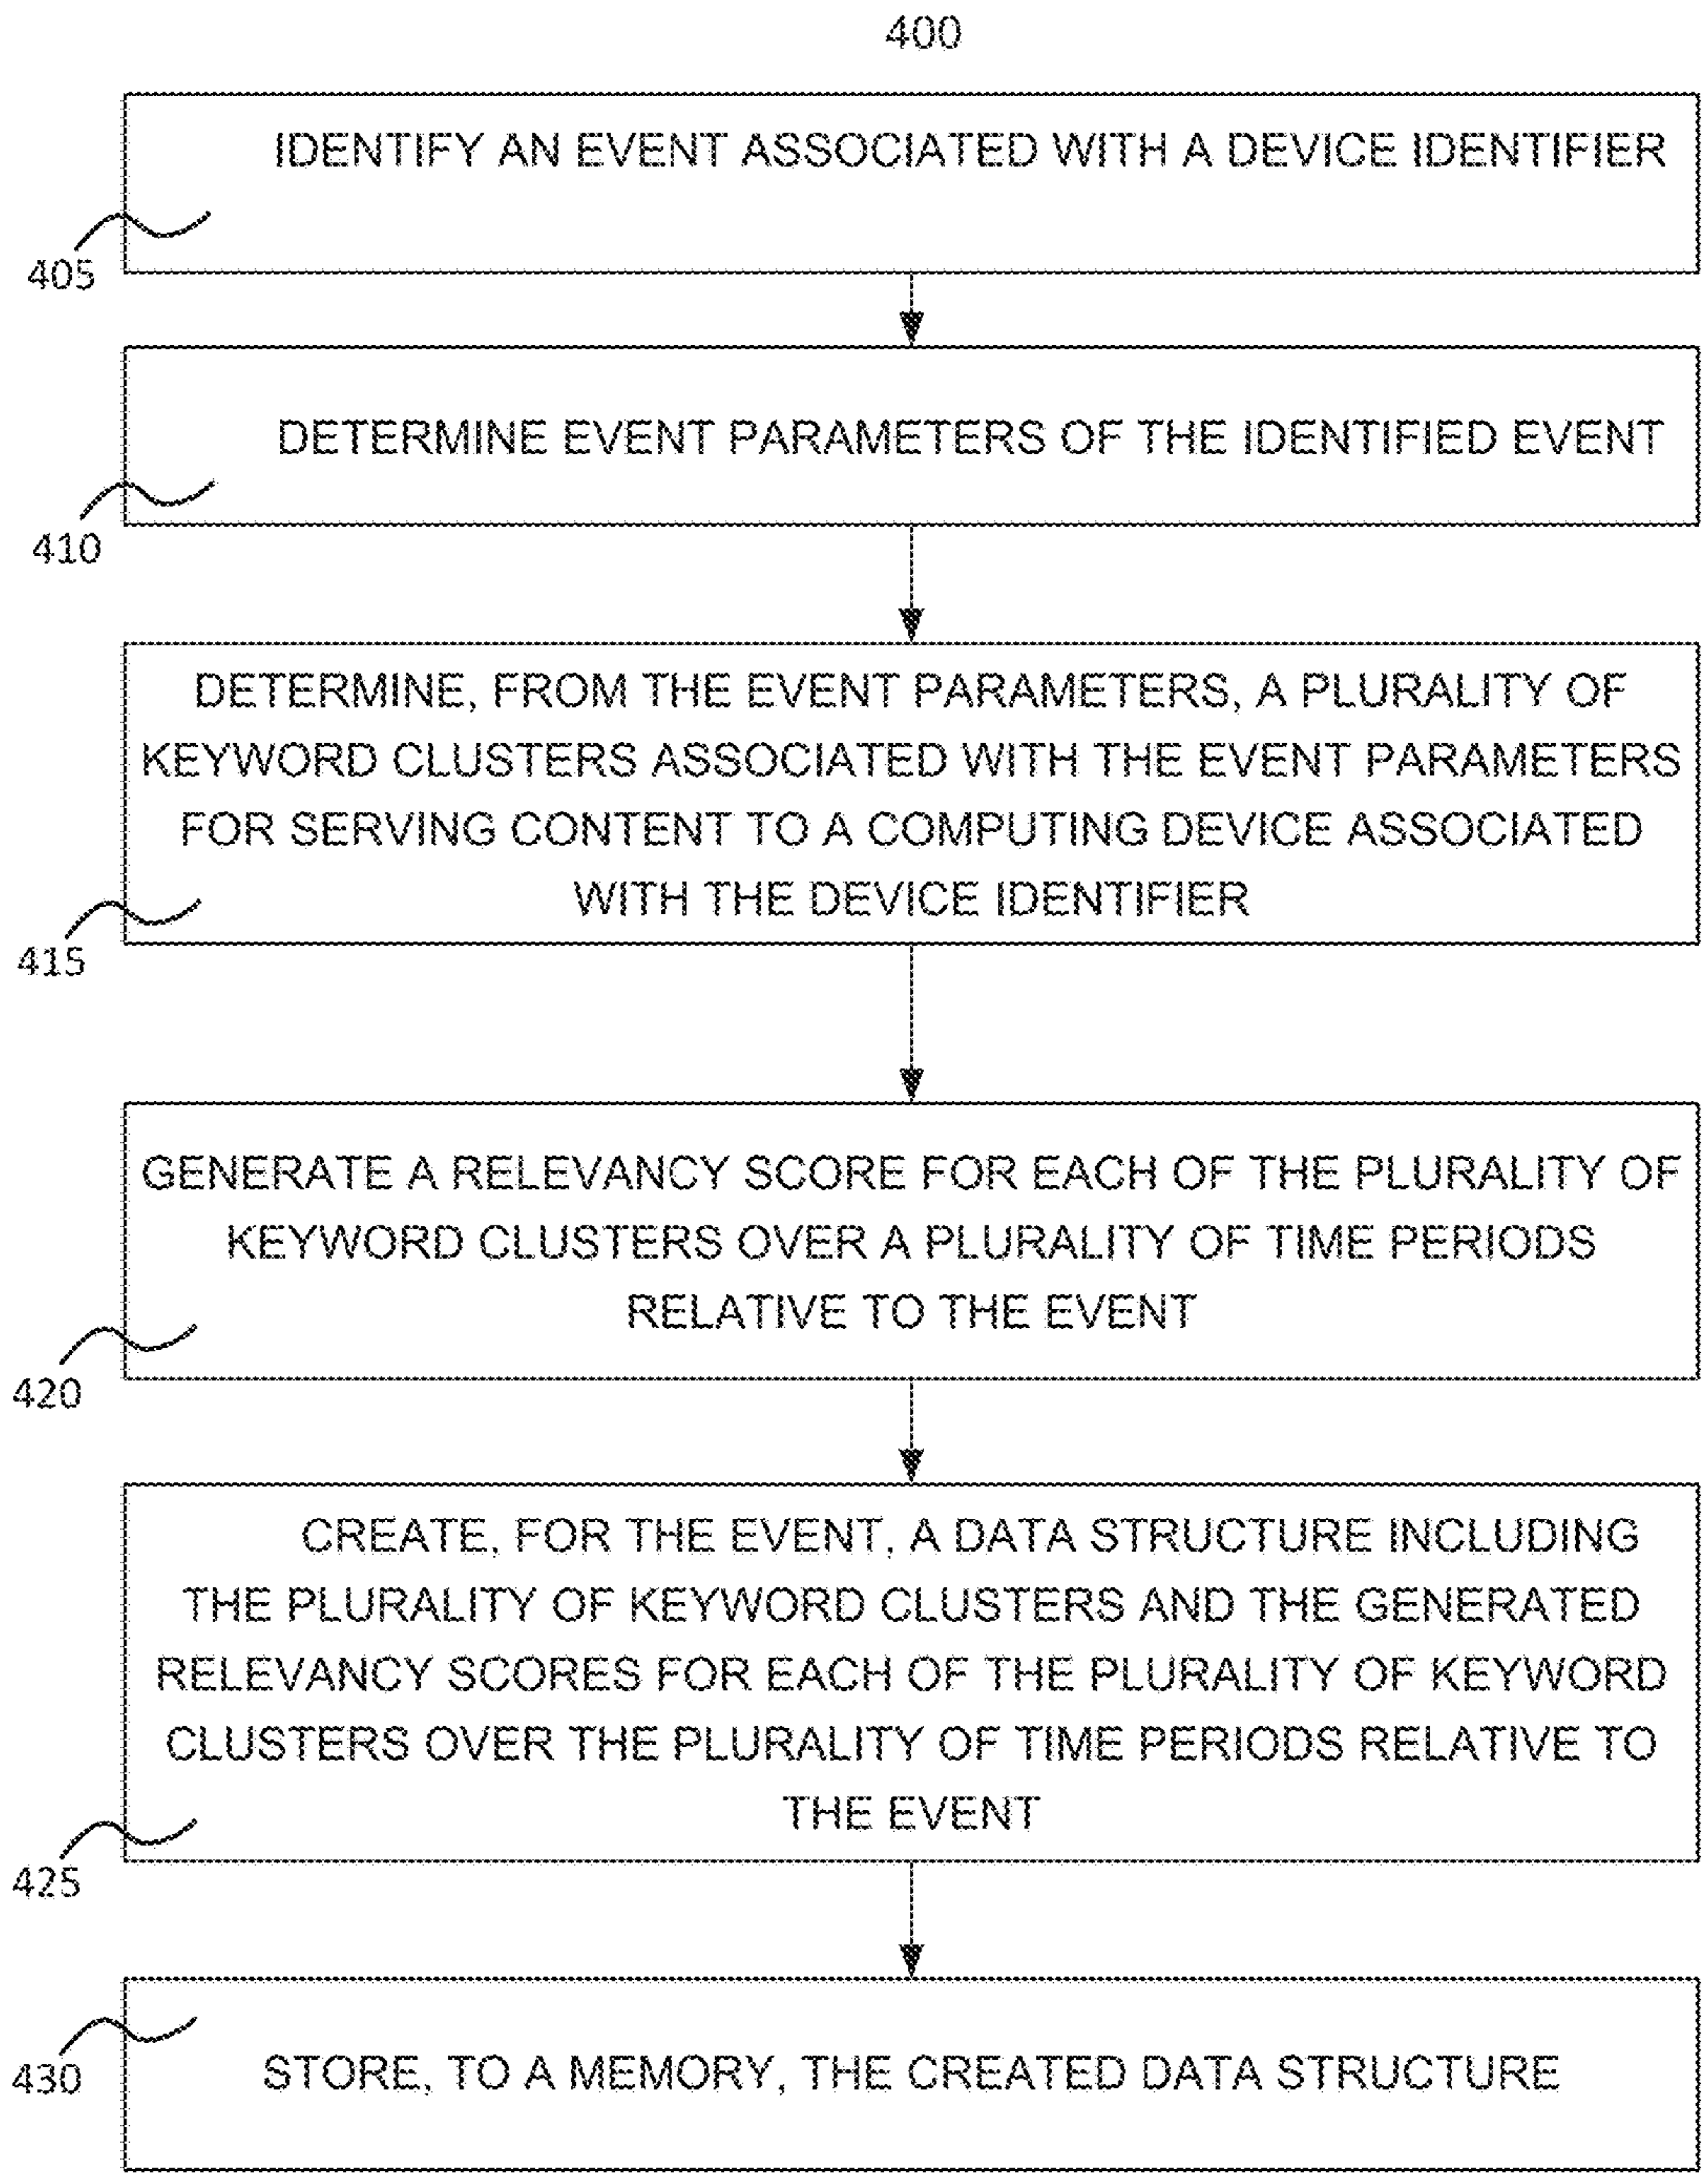 400
IDENTIFY AN EVENT ASSOCIATED WITH A DEVICE IDENTIFIER
405
DETERMINE EVENT PARAMETERS OF THE IDENTIFIED EVENT
410
DETERMINE, FROM THE EVENT PARAMETERS, A PLURALITY OF
KEYWORD CLUSTERS ASSOCIATED WITH THE EVENT PARAMETERS
FOR SERVING CONTENT TO A COMPUTING DEVICE ASSOCIATED
WITH THE DEVICE IDENTIFIER
415
GENERATE A RELEVANCY SCORE FOR EACH OF THE PLURALITY OF
KEYWORD CLUSTERS OVER A PLURALITY OF TIME PERIODS
RELATIVE TO THE EVENT
420
CREATE, FOR THE EVENT, A DATA STRUCTURE INCLUDING
THE PLURALITY OF KEYWORD CLUSTERS AND THE GENERATED
RELEVANCY SCORES FOR EACH OF THE PLURALITY OF KEYWORD
CLUSTERS OVER THE PLURALITY OF TIME PERIODS RELATIVE TO
THE EVENT
425
STORE, TO A MEMORY, THE CREATED DATA STRUCTURE
430